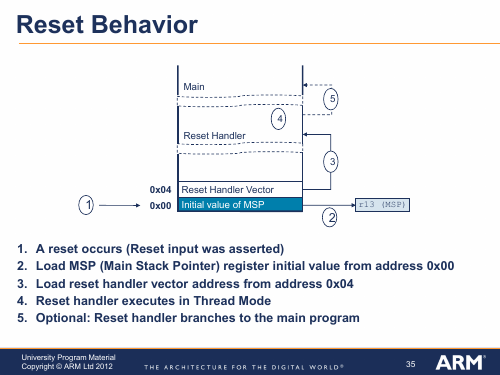 Reset Behavior
Main
5
4
Reset Handler
3
0x04 Reset Handler Vector
1 0x00 Initial value of MSP r13 (MSP)
2
1. A reset occurs (Reset input was asserted)
2. Load MSP (Main Stack Pointer) register initial value from address 0x00
3. Load reset handler vector address from address 0x04
4. Reset handler executes in Thread Mode
5. Optional: Reset handler branches to the main program
University Program Material
Copyright © ARM Ltd 2012
THE ARCHITECTURE FOR THE DIGITAL WORLD®
35
ARM®